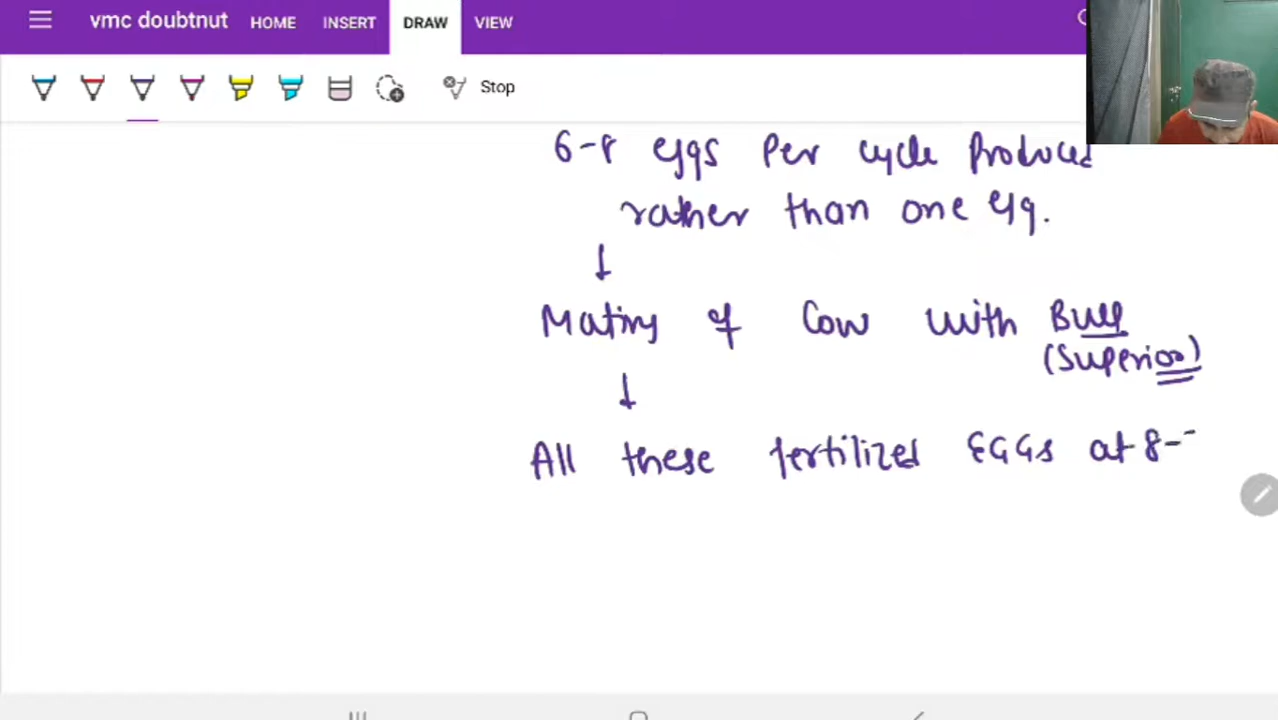 vmc doubtnut HOME INSERT DRAW VIEW
Stop
6-8 eggs Per cycle Produced
rather than one egg.
Mating of Cow with Bull
(Superior)
All these fertilized EGGs at 8-